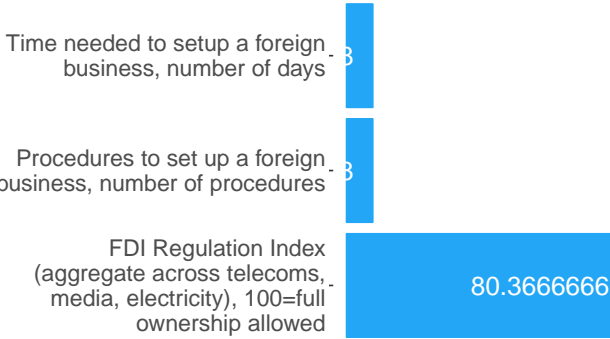 Time needed to setup a foreign
business, number of days
Procedures to set up a foreign
business, number of procedures
FDI Regulation Index
(aggregate across telecoms,
media, electricity), 100=full
ownership allowed
80.3666666